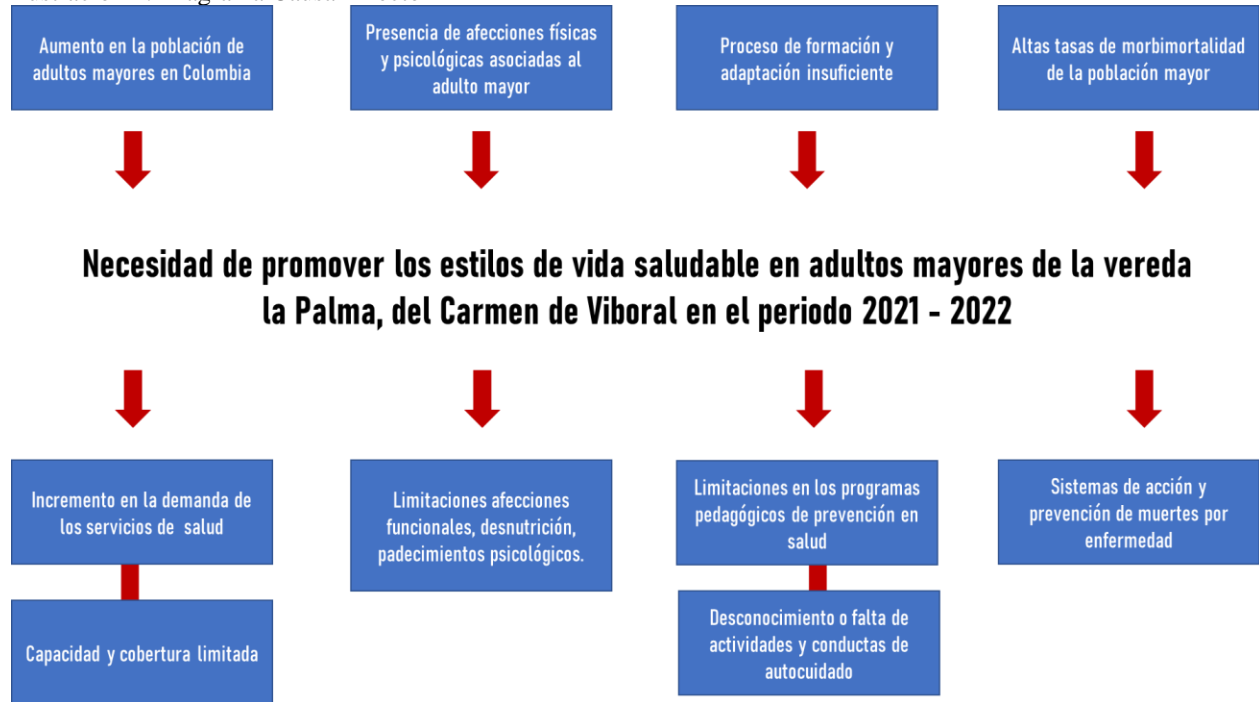 Aumento en la población de
adultos mayores en Colombia
Presencia de afecciones físicas
y psicológicas asociadas al
adulto mayor
Proceso de formación y
adaptación insuficiente
Altas tasas de morbimortalidad
de la población mayor
Necesidad de promover los estilos de vida saludable en adultos mayores de la vereda
la Palma, del Carmen de Viboral en el periodo 2021 - 2022
Incremento en la demanda de
los servicios de salud
Limitaciones afecciones
funcionales, desnutrición,
padecimientos psicológicos.
Limitaciones en los programas
pedagógicos de prevención en
salud
Sistemas de acción y
prevención de muertes por
enfermedad
Capacidad y cobertura limitada
Desconocimiento o falta de
actividades y conductas de
autocuidado